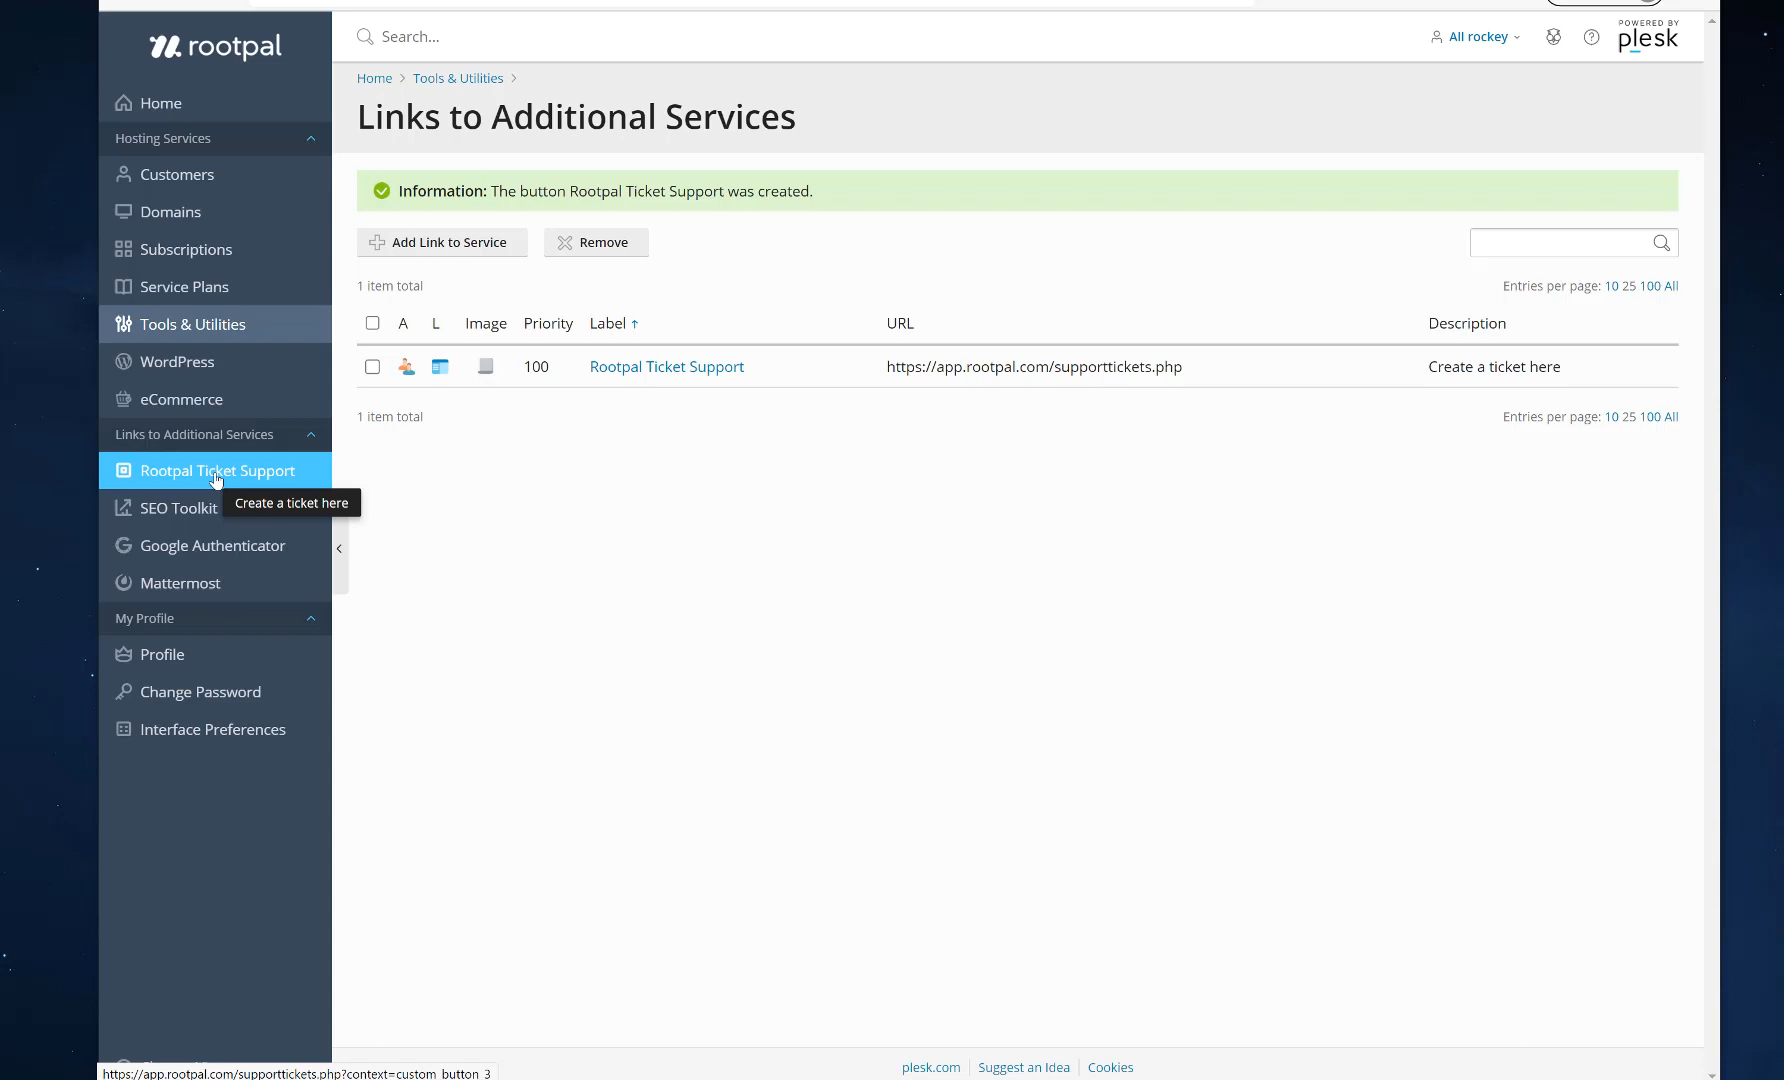 rootpal
Search...
All rockey
POWERED BY
plesk
Home
Hosting Services
Customers
Domains
Subscriptions
Service Plans
Tools & Utilities
WordPress
eCommerce
Links to Additional Services
Rootpal Ticket Support
Create a ticket here
SEO Toolkit
Google Authenticator
Mattermost
My Profile
Profile
Change Password
Interface Preferences
Home > Tools & Utilities >
Links to Additional Services
Information: The button Rootpal Ticket Support was created.
Add Link to Service Remove
1 item total Entries per page: 10 25 100 All
A L Image Priority Label ↑ URL Description
100 Rootpal Ticket Support https://app.rootpal.com/supporttickets.php Create a ticket here
1 item total Entries per page: 10 25 100 All
plesk.com Suggest an Idea Cookies
https://app.rootpal.com/supporttickets.php?context=custom_button_3